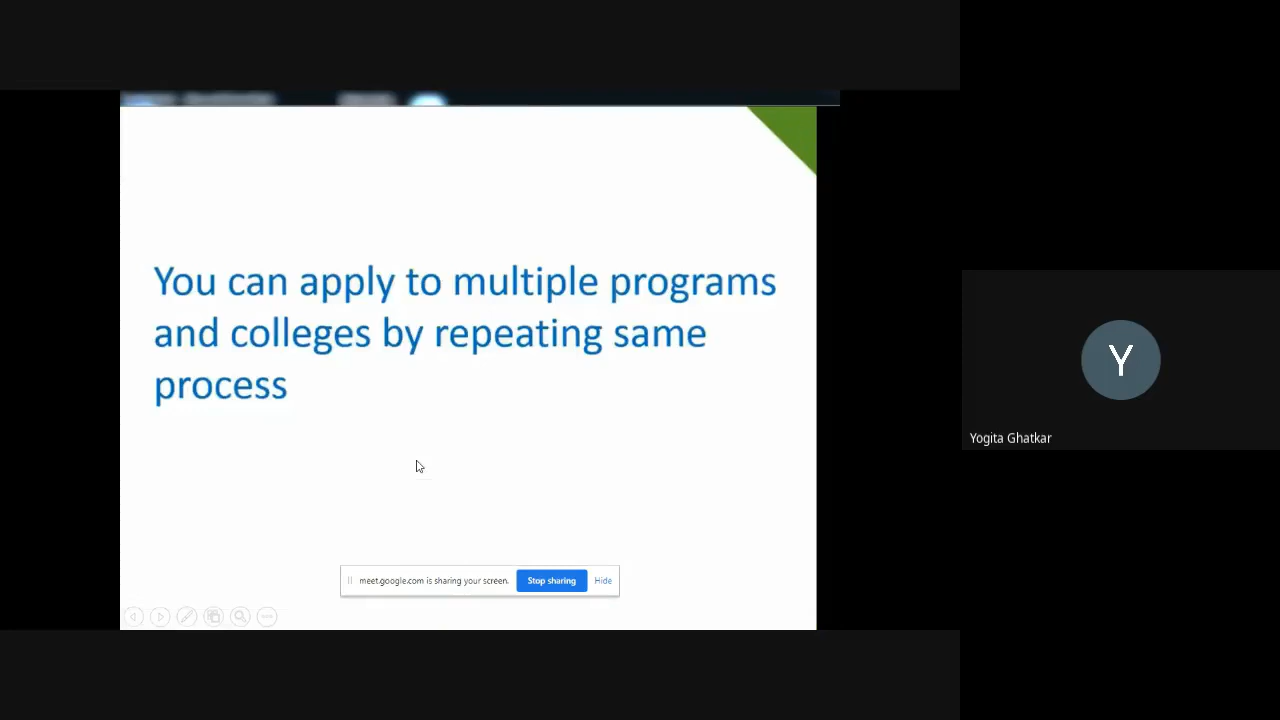 You can apply to multiple programs
and colleges by repeating same
process
Y
Yogita Ghatkar
meet.google.com is sharing your screen.
Stop sharing
Hide